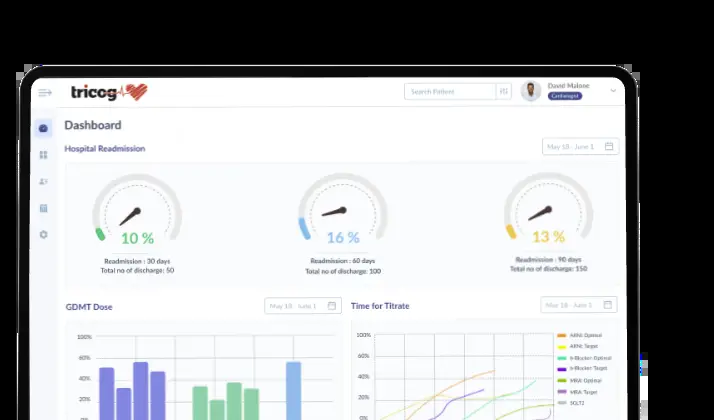 tricog
Search Patient
David Malone
Cardiologist
Dashboard
Hospital Readmission
May 18 - June 1
10 %
16 %
13 %
Readmission : 30 days
Total no of discharge: 50
Readmission : 60 days
Total no of discharge: 100
Readmission : 90 days
Total no of discharge: 150
GDMT Dose
May 18 - June 1
Time for Titrate
Mar 18 - June 1
100%
80%
40%
20%
0%
100%
60%
40%
20%
0%
ARNI Optimal
ARNI Target
b-Blocker Optimal
b-Blocker Target
MRA Optimal
MRA Target
SGLT2